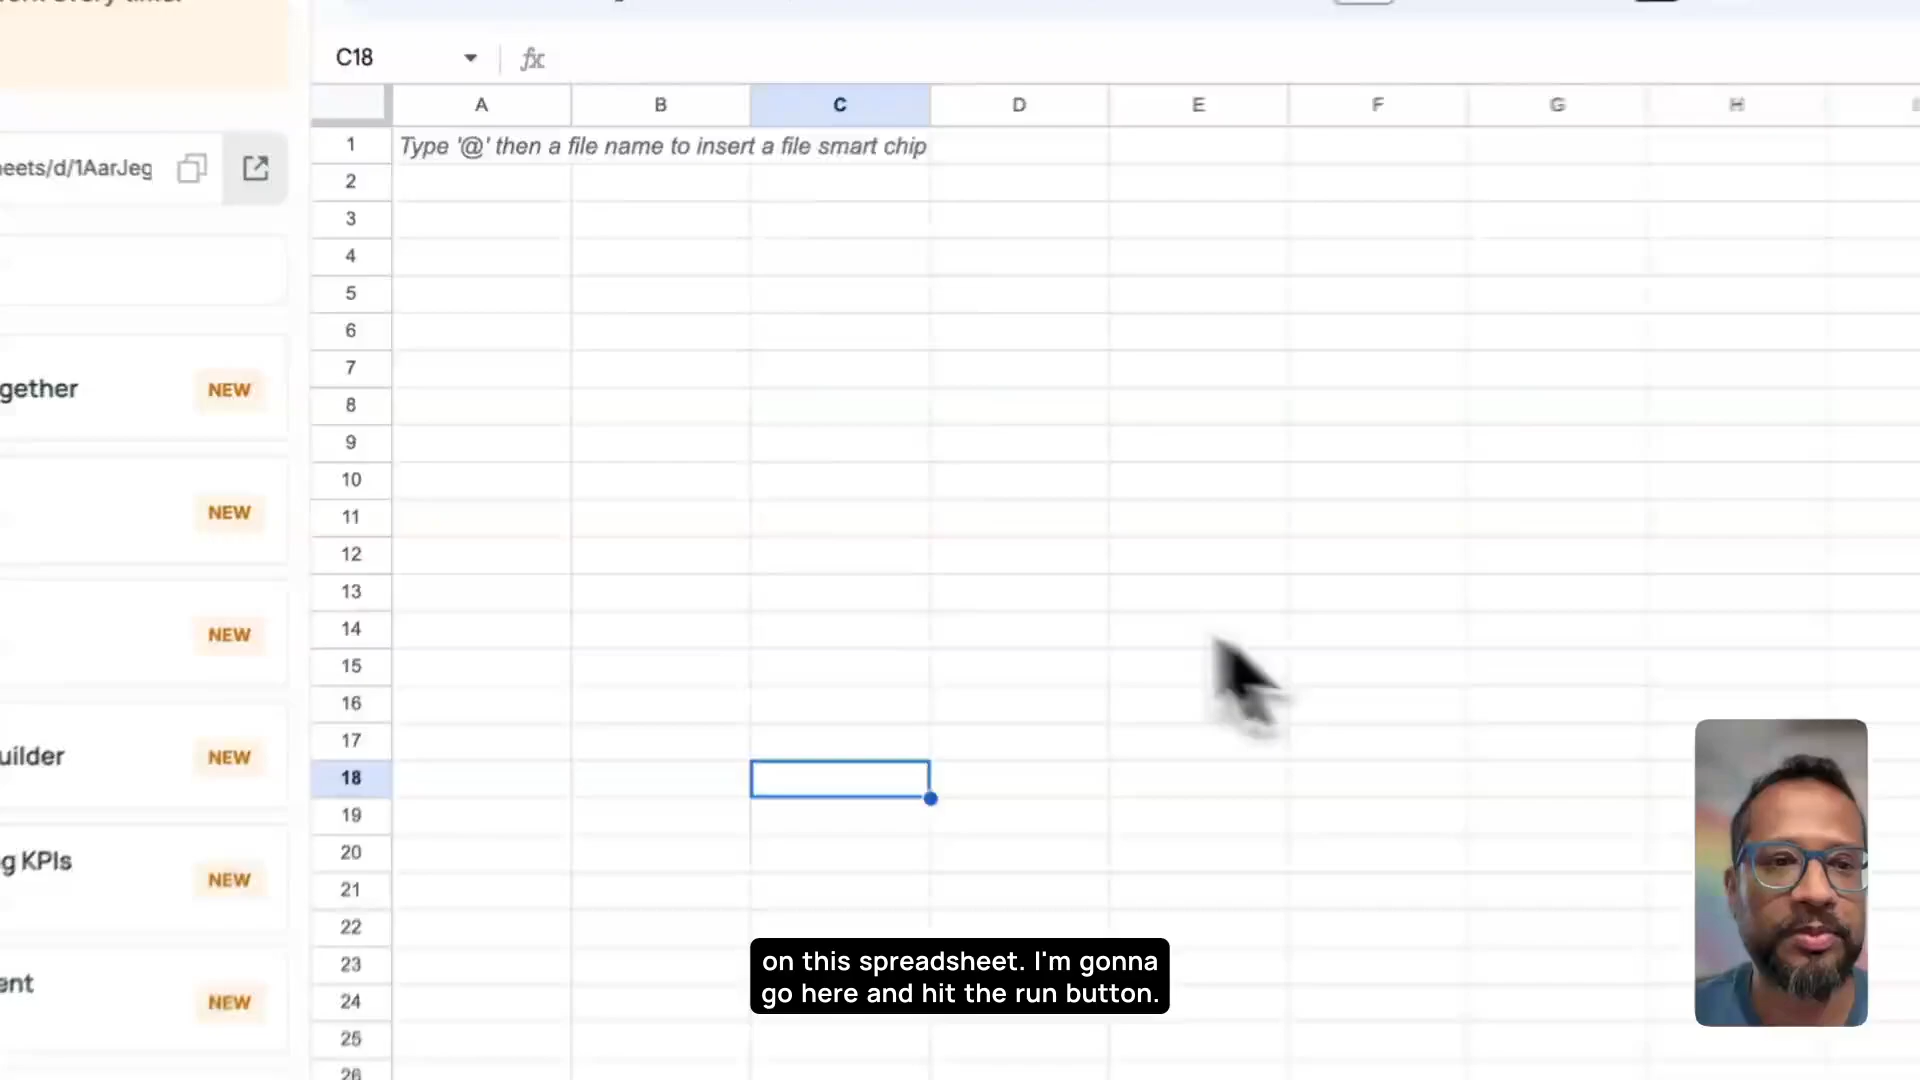 C18
fx
A B C D E F G H
1 Type '@' then a file name to insert a file smart chip
eets/d/1AarJeg
2
3
4
5
6
7
gether NEW
8
9
10
NEW
11
12
13
14
NEW
15
16
17
uilder NEW
18
19
20
g KPIs
NEW
21
22
23
on this spreadsheet. I'm gonna
go here and hit the run button.
ent
NEW
24
25
26